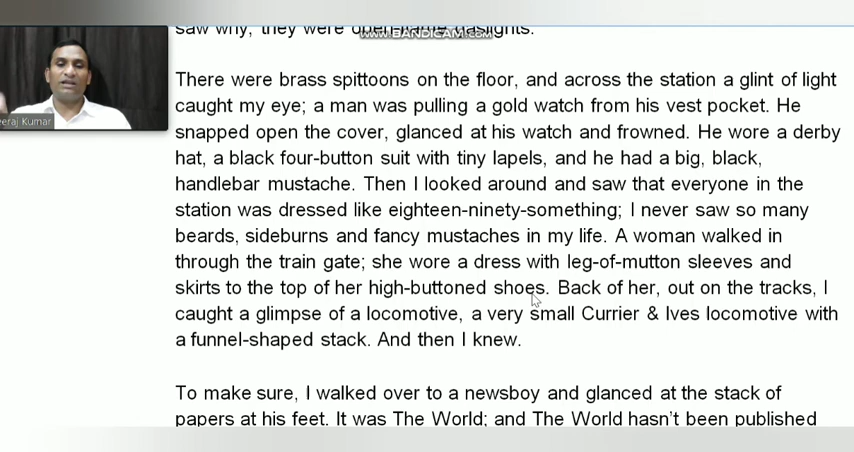 saw why; they were open-flame gaslights.
www.BANDICAM.com
There were brass spittoons on the floor, and across the station a glint of light
caught my eye; a man was pulling a gold watch from his vest pocket. He
snapped open the cover, glanced at his watch and frowned. He wore a derby
hat, a black four-button suit with tiny lapels, and he had a big, black,
handlebar mustache. Then I looked around and saw that everyone in the
station was dressed like eighteen-ninety-something; I never saw so many
beards, sideburns and fancy mustaches in my life. A woman walked in
through the train gate; she wore a dress with leg-of-mutton sleeves and
skirts to the top of her high-buttoned shoes. Back of her, out on the tracks, I
caught a glimpse of a locomotive, a very small Currier & Ives locomotive with
a funnel-shaped stack. And then I knew.
To make sure, I walked over to a newsboy and glanced at the stack of
papers at his feet. It was The World; and The World hasn't been published
eeraj Kumar